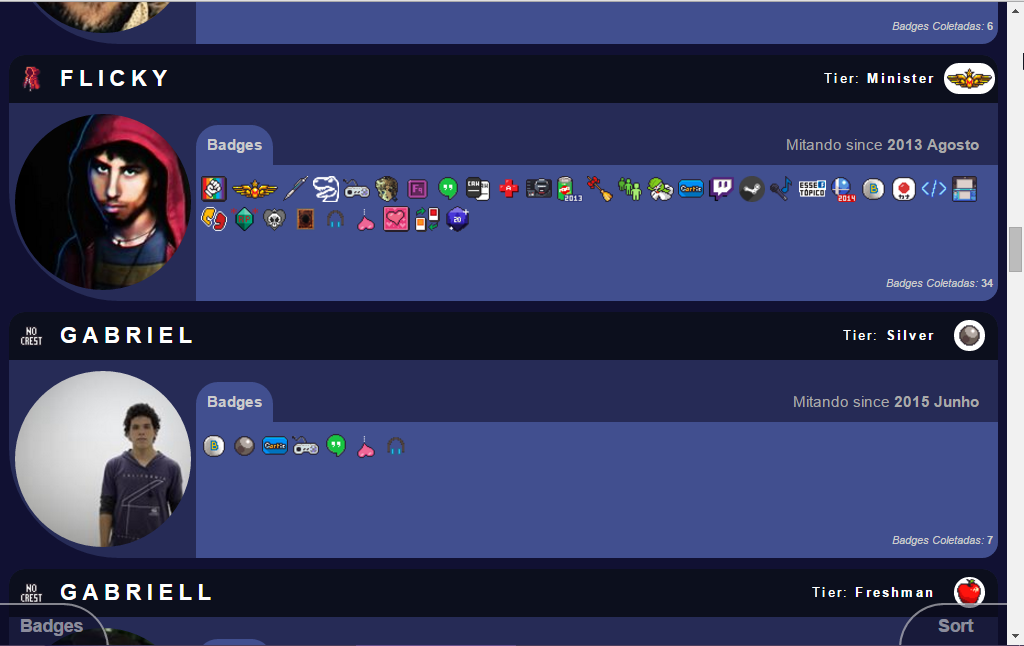 Badges Coletadas: 6
FLICKY
Tier: Minister
Badges
Mitando since 2013 Agosto
2013
ESSE
TOPICO
2014
B
</>
20
Badges Coletadas: 34
NO
CREST
GABRIEL
Tier: Silver
Badges
Mitando since 2015 Junho
B
Gartic
Badges Coletadas: 7
NO
CREST
GABRIELL
Tier: Freshman
Badges
Sort